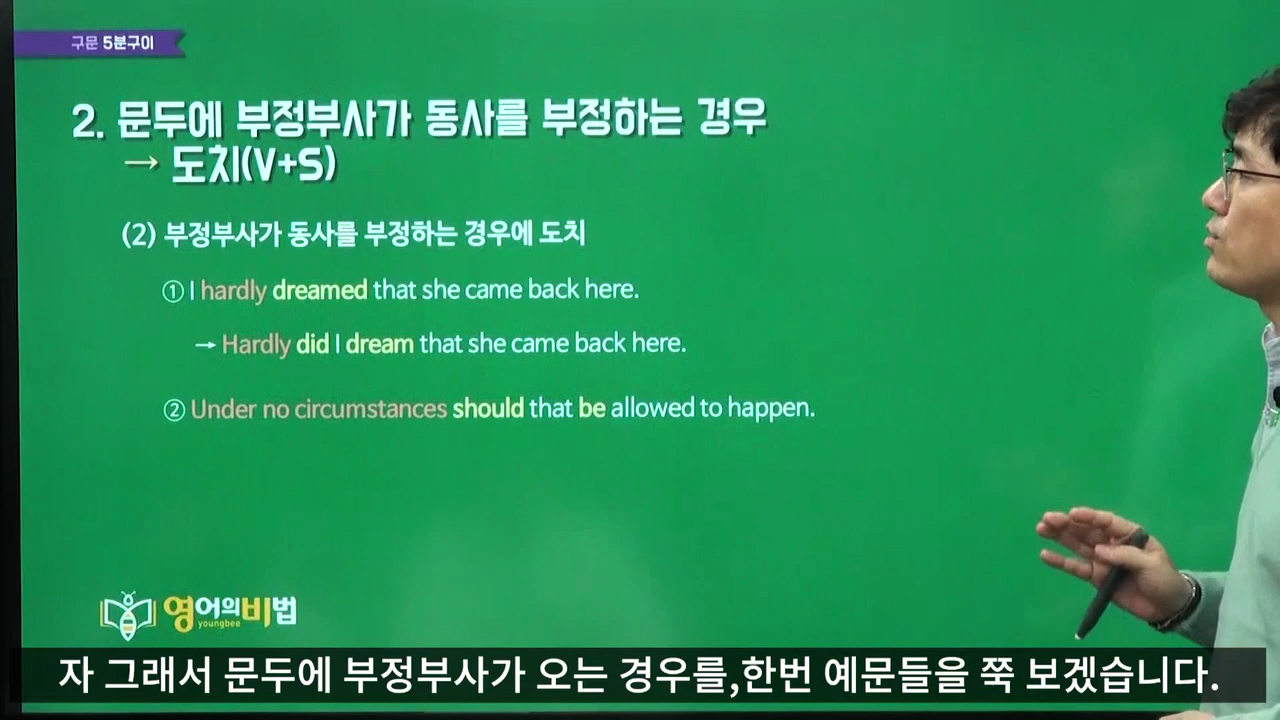 구문 5분구이
2. 문두에 부정부사가 동사를 부정하는 경우
→ 도치(V+S)
(2) 부정부사가 동사를 부정하는 경우에 도치
① I hardly dreamed that she came back here.
→ Hardly did I dream that she came back here.
② Under no circumstances should that be allowed to happen.
영어의비법
youngbee
자 그래서 문두에 부정부사가 오는 경우를,한번 예문들을 쭉 보겠습니다.